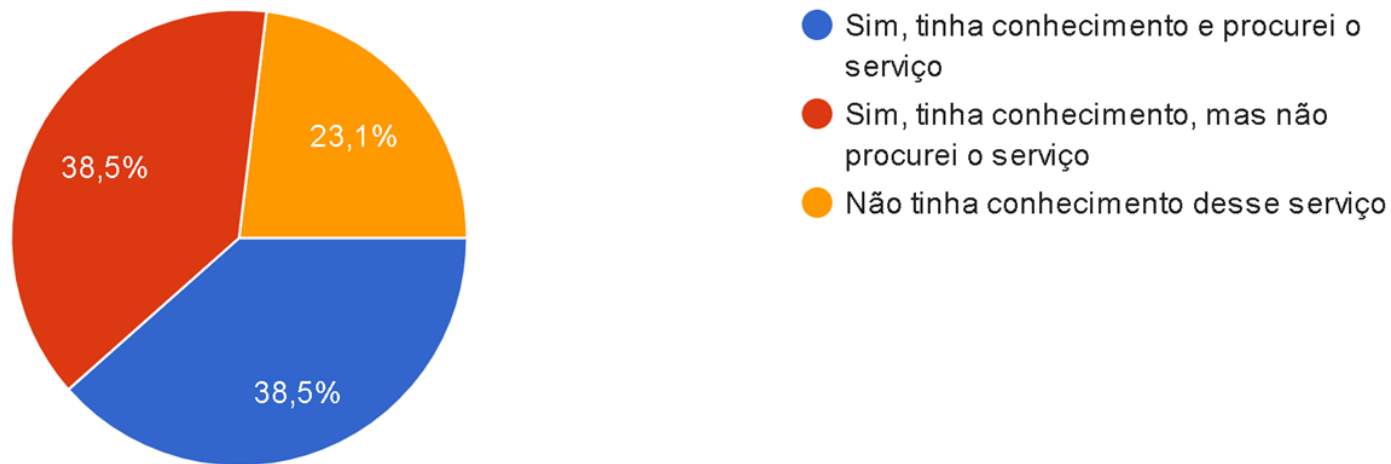 23,1%
38,5%
38,5%
Sim, tinha conhecimento e procurei o
serviço
Sim, tinha conhecimento, mas não
procurei o serviço
Não tinha conhecimento desse serviço